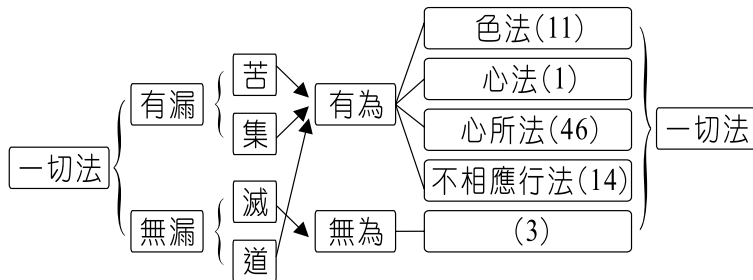 一切法
有漏
無漏
苦
集
滅
道
有為
無為
色法(11)
心法(1)
心所法(46)
不相應行法(14)
(3)
一切法